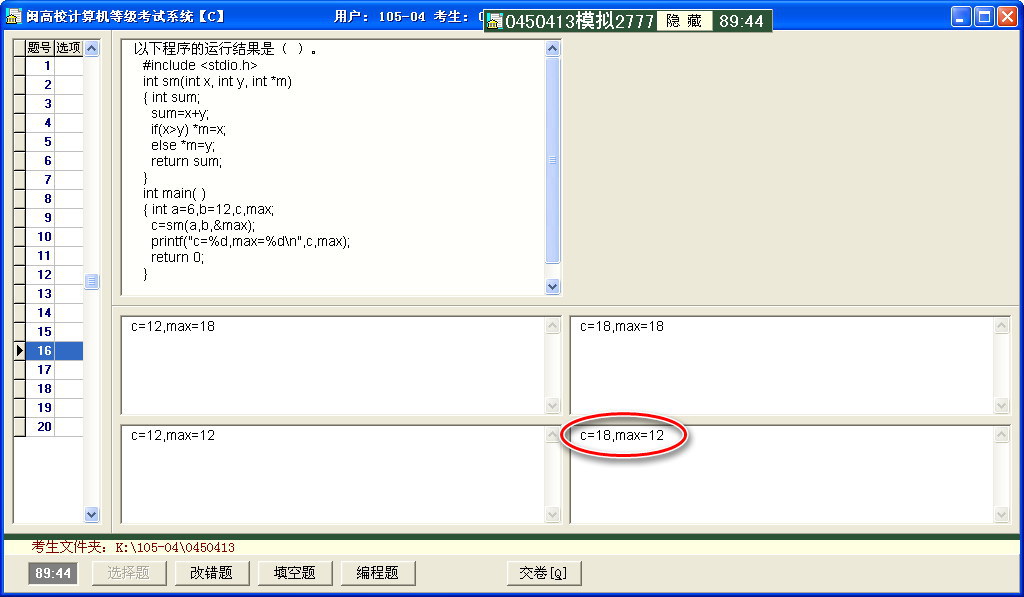 闽高校计算机等级考试系统【C】
用户: 105-04 考生:
0450413模拟2777 隐 藏 89:44
题号 选项
1
2
3
4
5
6
7
8
9
10
11
12
13
14
15
16
17
18
19
20
以下程序的运行结果是（ ）。
#include <stdio.h>
int sm(int x, int y, int *m)
{ int sum;
sum=x+y;
if(x>y) *m=x;
else *m=y;
return sum;
}
int main( )
{ int a=6,b=12,c,max;
c=sm(a,b,&max);
printf("c=%d,max=%d\n",c,max);
return 0;
}
c=12,max=18
c=18,max=18
c=12,max=12
c=18,max=12
考生文件夹: K:\105-04\0450413
89:44 选择题 改错题 填空题 编程题 交卷[Q]